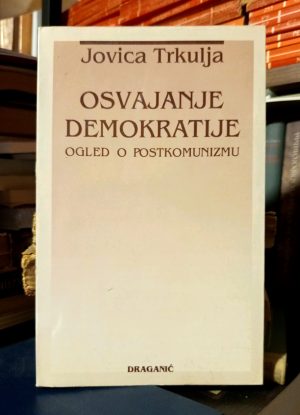 Jovica Trkulja
OSVAJANJE
DEMOKRATIJE
OGLED O POSTKOMUNIZMU
DRAGANIĆ